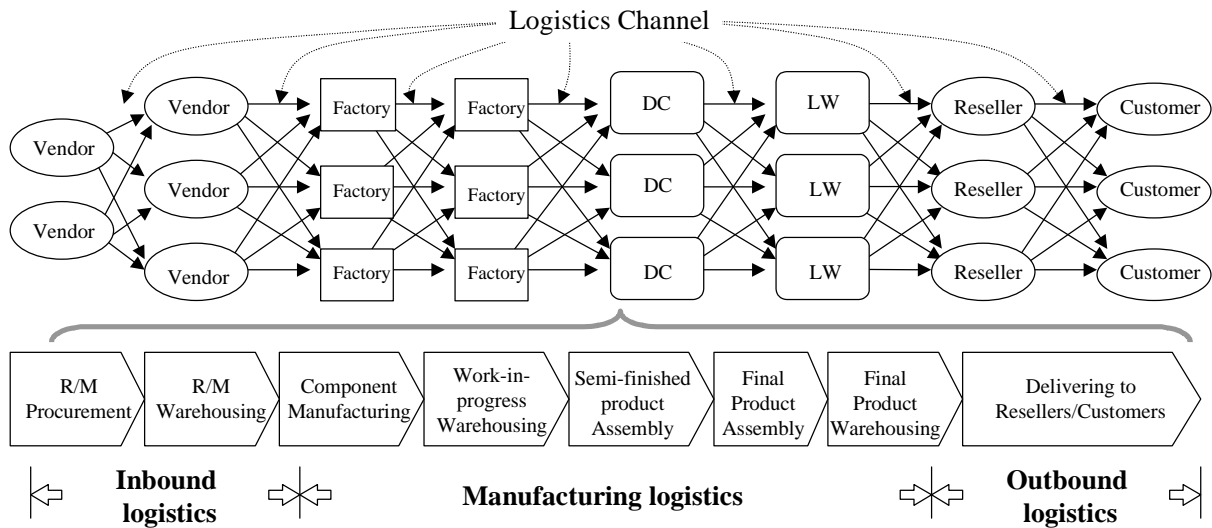 Logistics Channel
Vendor
Vendor
Vendor
Vendor
Vendor
Factory
Factory
Factory
Factory
Factory
Factory
DC
DC
DC
LW
LW
LW
Reseller
Reseller
Reseller
Customer
Customer
Customer
R/M
Procurement
R/M
Warehousing
Component
Manufacturing
Work-in-
progress
Warehousing
Semi-finished
product
Assembly
Final
Product
Assembly
Final
Product
Warehousing
Delivering to
Resellers/Customers
Inbound
logistics
Manufacturing logistics
Outbound
logistics